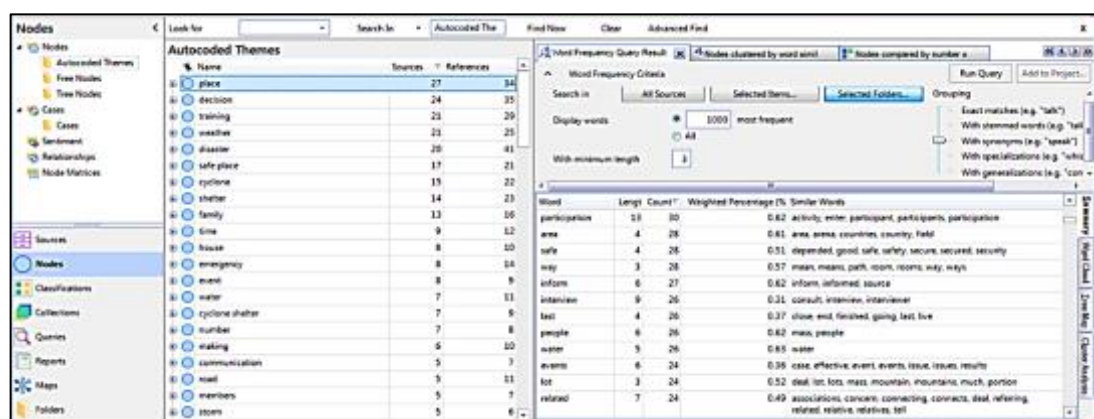 Nodes
Nodes
Autocoded Themes
Free Nodes
Tree Nodes
Cases
Cases
Sentiment
Relationships
Node Matrices
Sources
Nodes
Classifications
Collections
Queries
Reports
Maps
Folders
Look for Search In Autocoded The Find Now Clear Advanced Find x
Autocoded Themes
Name Sources References
place 27 34
decision 24 35
training 21 29
weather 21 25
disaster 20 41
safe place 17 21
cyclone 15 22
shelter 14 23
family 13 16
time 9 12
house 8 10
emergency 8 14
event 8 9
water 7 11
cyclone shelter 7 9
number 7 8
making 6 10
communication 5 7
road 5 11
members 5 7
storm 5 6
Word Frequency Query Result Nodes clustered by word simil Nodes compared by number o
Word Frequency Criteria Run Query Add to Project...
Search in All Sources Selected Items... Selected Folders... Grouping
Exact matches (e.g. "talk")
Display words 1000 most frequent With stemmed words (e.g. "talk
All With synonyms (e.g. "speak")
With minimum length 3 With specializations (e.g. "whis
With generalizations (e.g. "con
Word Lengt Count Weighted Percentage (% Similar Words
participation 13 30 0.62 activity, enter, participant, participants, participation
area 4 28 0.61 area, arena, countries, country, field
safe 4 28 0.51 depended, good, safe, safety, secure, secured, security
way 3 28 0.57 mean, means, path, room, rooms, way, ways
inform 6 27 0.62 inform, informed, source
interview 9 26 0.31 consult, interview, interviewer
last 4 26 0.37 close, end, finished, going, last, live
people 6 26 0.62 mass, people
water 5 26 0.63 water
events 6 24 0.36 case, effective, event, events, issue, issues, results
lot 3 24 0.52 deal, lot, lots, mass, mountain, mountains, much, portion
related 7 24 0.49 associations, concern, connecting, connects, deal, referring,
related, relative, relatives, tell
Summary
Word Cloud
Tree Map
Cluster Analysis